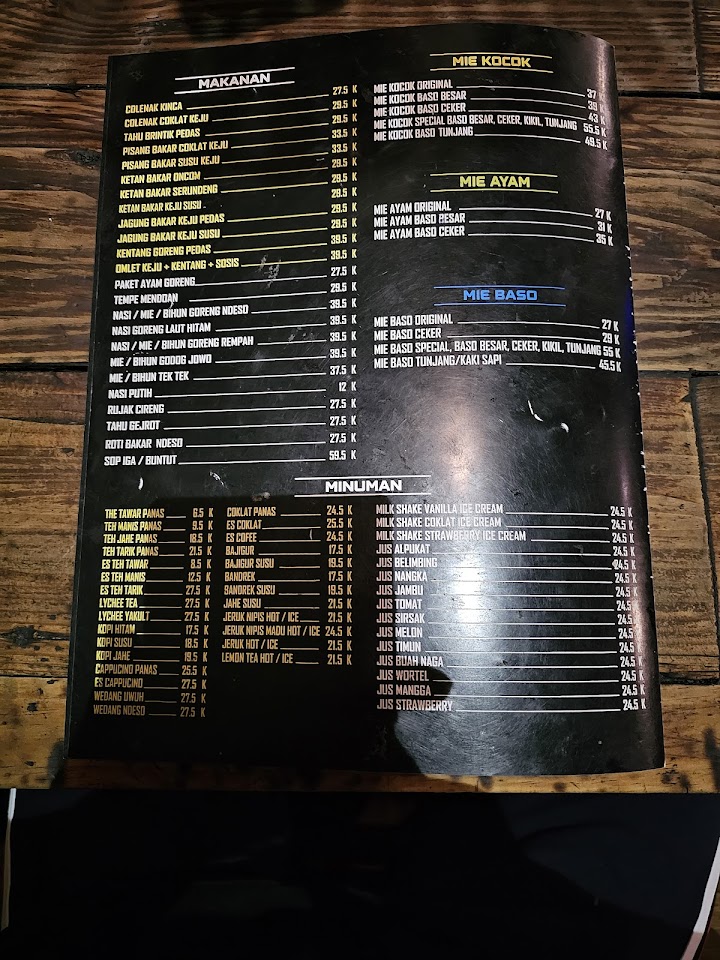 MAKANAN
COLENAK KINCA 27.5 K
COLENAK COKLAT KEJU 29.5 K
TAHU BRINTIK PEDAS 29.5 K
PISANG BAKAR COKLAT KEJU 33.5 K
PISANG BAKAR SUSU KEJU 33.5 K
KETAN BAKAR ONCOM 29.5 K
KETAN BAKAR SERUNDENG 29.5 K
KETAN BAKAR KEJU SUSU 29.5 K
JAGUNG BAKAR KEJU PEDAS 29.5 K
JAGUNG BAKAR KEJU SUSU 29.5 K
KENTANG GORENG PEDAS 39.5 K
OMLET KEJU + KENTANG + SOSIS 39.5 K
PAKET AYAM GORENG 27.5 K
TEMPE MENDOAN 29.5 K
NASI / MIE / BIHUN GORENG NDESO 39.5 K
NASI GORENG LAUT HITAM 39.5 K
NASI / MIE / BIHUN GORENG REMPAH 39.5 K
MIE / BIHUN GODOG JOWO 39.5 K
MIE / BIHUN TEK TEK 37.5 K
NASI PUTIH 12 K
RUJAK CIRENG 27.5 K
TAHU GEJROT 27.5 K
ROTI BAKAR NDESO 27.5 K
SOP IGA / BUNTUT 59.5 K
MIE KOCOK
MIE KOCOK ORIGINAL 37 K
MIE KOCOK BASO BESAR 39 K
MIE KOCOK BASO CEKER 43 K
MIE KOCOK SPECIAL BASO BESAR, CEKER, KIKIL, TUNJANG 55.5 K
MIE KOCOK BASO TUNJANG 49.5 K
MIE AYAM
MIE AYAM ORIGINAL 27 K
MIE AYAM BASO BESAR 31 K
MIE AYAM BASO CEKER 35 K
MIE BASO
MIE BASO ORIGINAL 27 K
MIE BASO CEKER 29 K
MIE BASO SPECIAL, BASO BESAR, CEKER, KIKIL, TUNJANG 55 K
MIE BASO TUNJANG/KAKI SAPI 45.5 K
MINUMAN
THE TAWAR PANAS 6.5 K
TEH MANIS PANAS 9.5 K
TEH JAHE PANAS 18.5 K
TEH TARIK PANAS 21.5 K
ES TEH TAWAR 8.5 K
ES TEH MANIS 12.5 K
ES TEH TARIK 27.5 K
LYCHEE TEA 27.5 K
LYCHEE YAKULT 27.5 K
KOPI HITAM 17.5 K
KOPI SUSU 18.5 K
KOPI JAHE 19.5 K
CAPPUCINO PANAS 25.5 K
ES CAPPUCINO 27.5 K
WEDANG UWUH 27.5 K
WEDANG NDESO 27.5 K
COKLAT PANAS 24.5 K
ES COKLAT 25.5 K
ES COFEE 24.5 K
BAJIGUR 17.5 K
BAJIGUR SUSU 19.5 K
BANDREK 17.5 K
BANDREK SUSU 19.5 K
JAHE SUSU 21.5 K
JERUK NIPIS HOT / ICE 21.5 K
JERUK NIPIS MADU HOT / ICE 24.5 K
JERUK HOT / ICE 21.5 K
LEMON TEA HOT / ICE 21.5 K
MILK SHAKE VANILLA ICE CREAM 24.5 K
MILK SHAKE COKLAT ICE CREAM 24.5 K
MILK SHAKE STRAWBERRY ICE CREAM 24.5 K
JUS ALPUKAT 24.5 K
JUS BELIMBING 24.5 K
JUS NANGKA 24.5 K
JUS JAMBU 24.5 K
JUS TOMAT 24.5
JUS SIRSAK 24.5
JUS MELON 24.5
JUS TIMUN 24.5
JUS BUAH NAGA 24.5 K
JUS WORTEL 24.5 K
JUS MANGGA 24.5 K
JUS STRAWBERRY 24.5 K